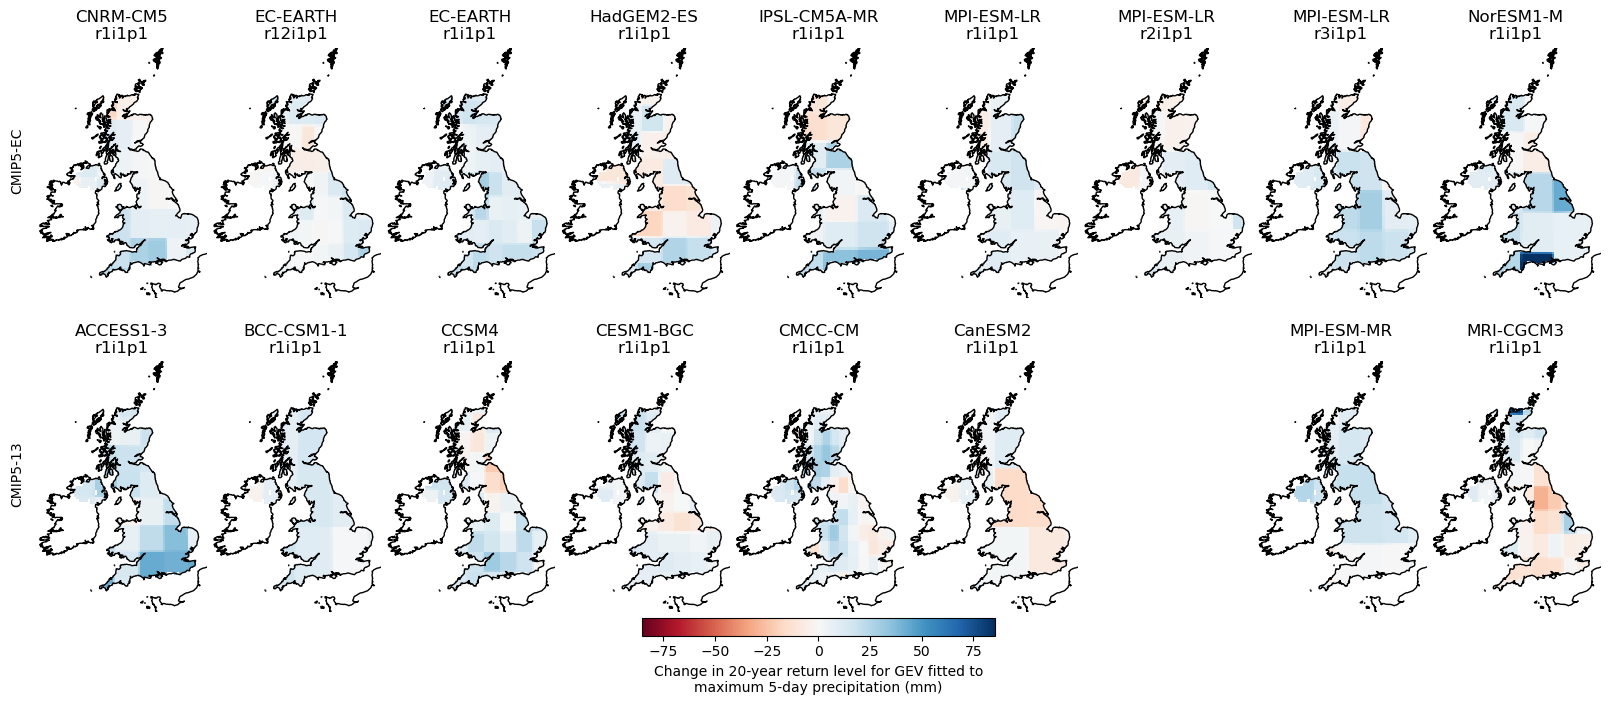 CNRM-CM5
r1i1p1
EC-EARTH
r12i1p1
EC-EARTH
r1i1p1
HadGEM2-ES
r1i1p1
IPSL-CM5A-MR
r1i1p1
MPI-ESM-LR
r1i1p1
MPI-ESM-LR
r2i1p1
MPI-ESM-LR
r3i1p1
NorESM1-M
r1i1p1
CMIP5-EC
ACCESS1-3
r1i1p1
BCC-CSM1-1
r1i1p1
CCSM4
r1i1p1
CESM1-BGC
r1i1p1
CMCC-CM
r1i1p1
CanESM2
r1i1p1
MPI-ESM-MR
r1i1p1
MRI-CGCM3
r1i1p1
CMIP5-13
−75 −50 −25 0 25 50 75
Change in 20-year return level for GEV fitted to
maximum 5-day precipitation (mm)